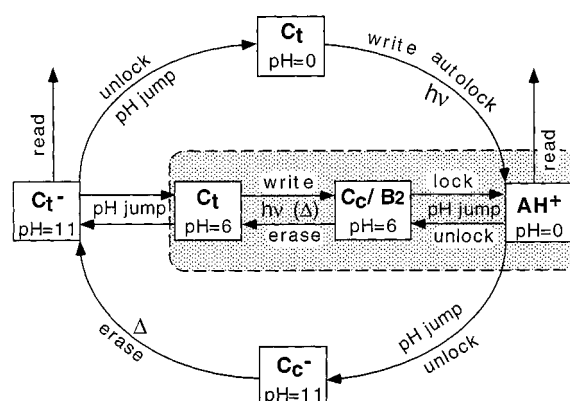 Ct
pH=0
unlock
pH jump
write autolock
hν
read
read
Ct-
pH=11
pH jump
Ct
pH=6
write
hν (Δ)
erase
Cc/ B2
pH=6
lock
pH jump
unlock
AH+
pH=0
Δ
erase
Cc-
pH=11
pH jump
unlock